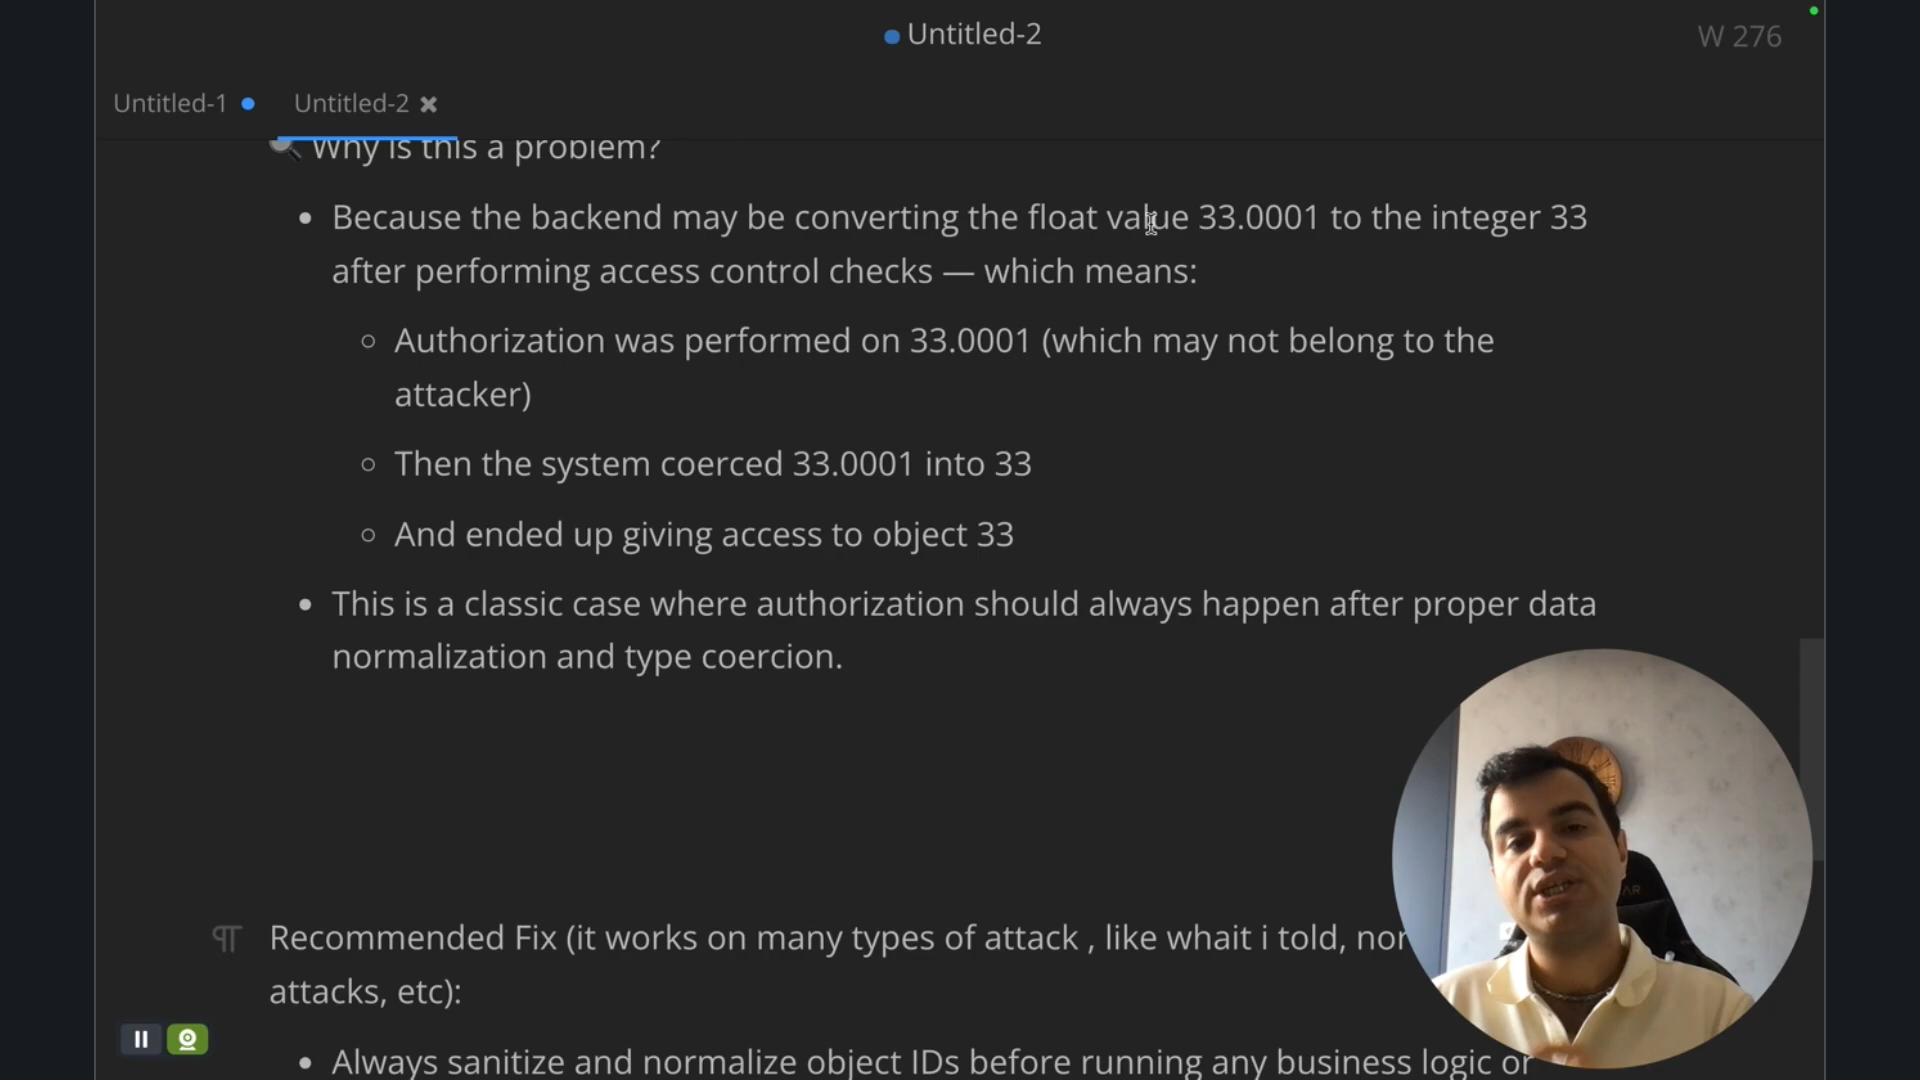 Untitled-2
W 276
Untitled-1
Untitled-2
Why is this a problem?
Because the backend may be converting the float value 33.0001 to the integer 33
after performing access control checks — which means:
Authorization was performed on 33.0001 (which may not belong to the
attacker)
Then the system coerced 33.0001 into 33
And ended up giving access to object 33
This is a classic case where authorization should always happen after proper data
normalization and type coercion.
Recommended Fix (it works on many types of attack , like whait i told, nor
attacks, etc):
Always sanitize and normalize object IDs before running any business logic or